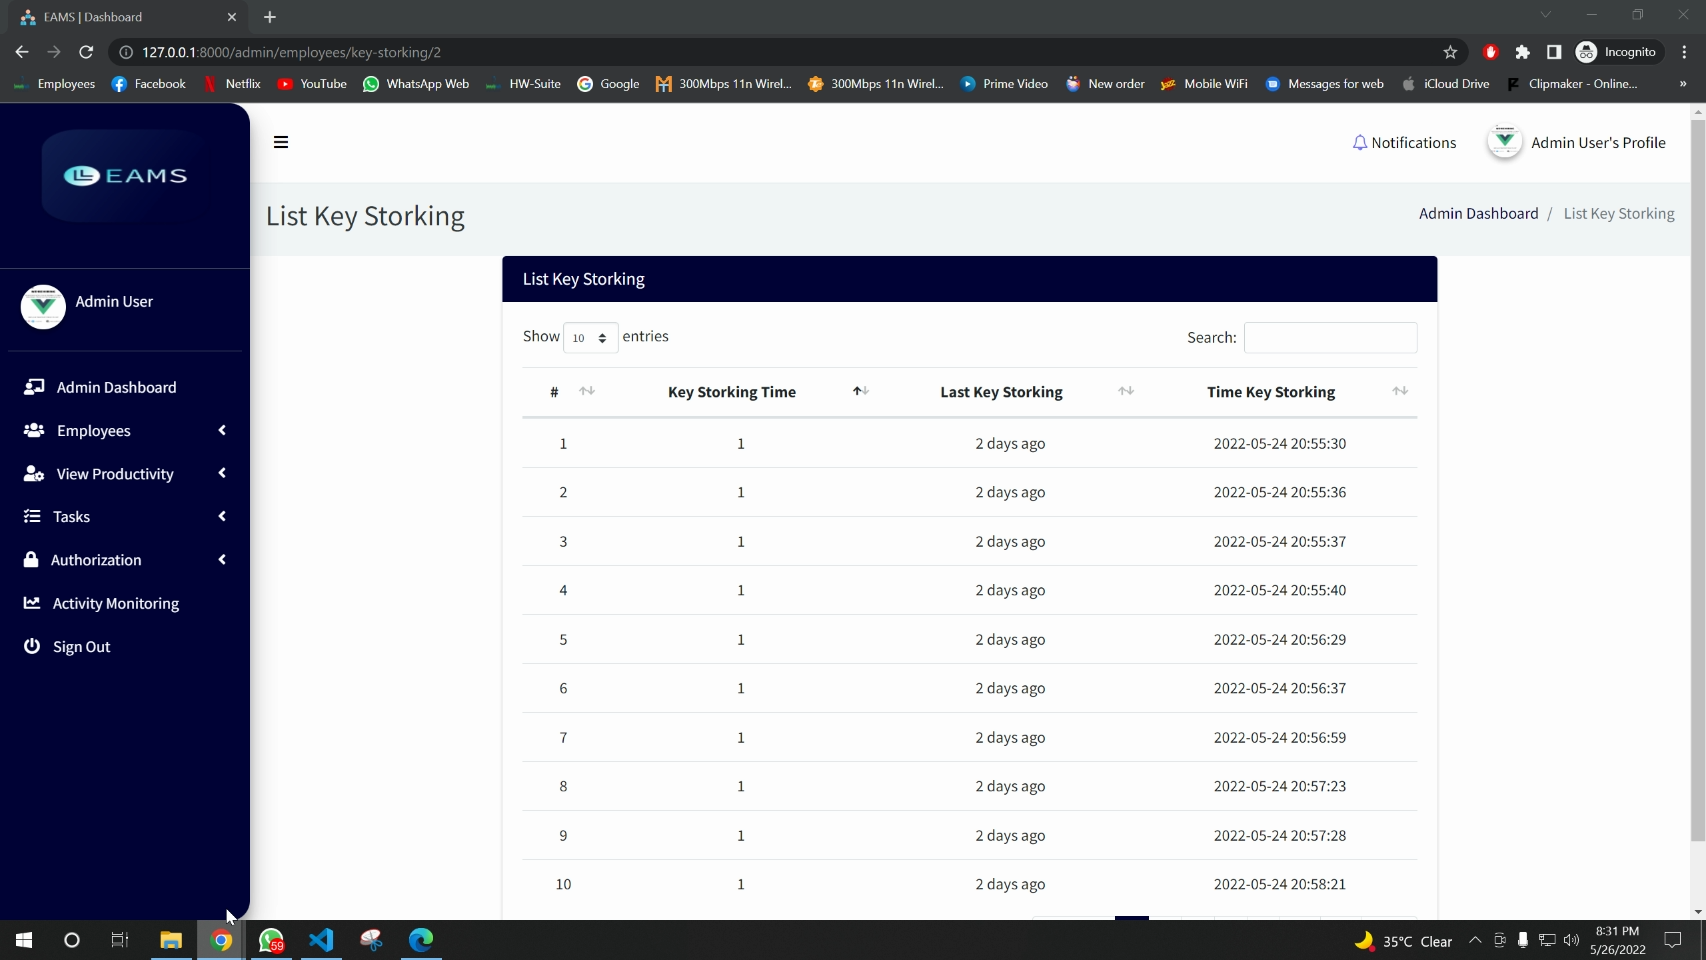 EAMS | Dashboard
127.0.0.1:8000/admin/employees/key-storking/2
Incognito
Employees Facebook Netflix YouTube WhatsApp Web HW-Suite Google 300Mbps 11n Wirel... 300Mbps 11n Wirel... Prime Video New order Mobile WiFi Messages for web iCloud Drive Clipmaker - Online... »
EAMS
Notifications Admin User's Profile
List Key Storking
Admin Dashboard / List Key Storking
Admin User
Admin Dashboard
Employees
View Productivity
Tasks
Authorization
Activity Monitoring
Sign Out
List Key Storking
Show 10 entries Search:
# Key Storking Time Last Key Storking Time Key Storking
1 1 2 days ago 2022-05-24 20:55:30
2 1 2 days ago 2022-05-24 20:55:36
3 1 2 days ago 2022-05-24 20:55:37
4 1 2 days ago 2022-05-24 20:55:40
5 1 2 days ago 2022-05-24 20:56:29
6 1 2 days ago 2022-05-24 20:56:37
7 1 2 days ago 2022-05-24 20:56:59
8 1 2 days ago 2022-05-24 20:57:23
9 1 2 days ago 2022-05-24 20:57:28
10 1 2 days ago 2022-05-24 20:58:21
59
35°C Clear
8:31 PM
5/26/2022